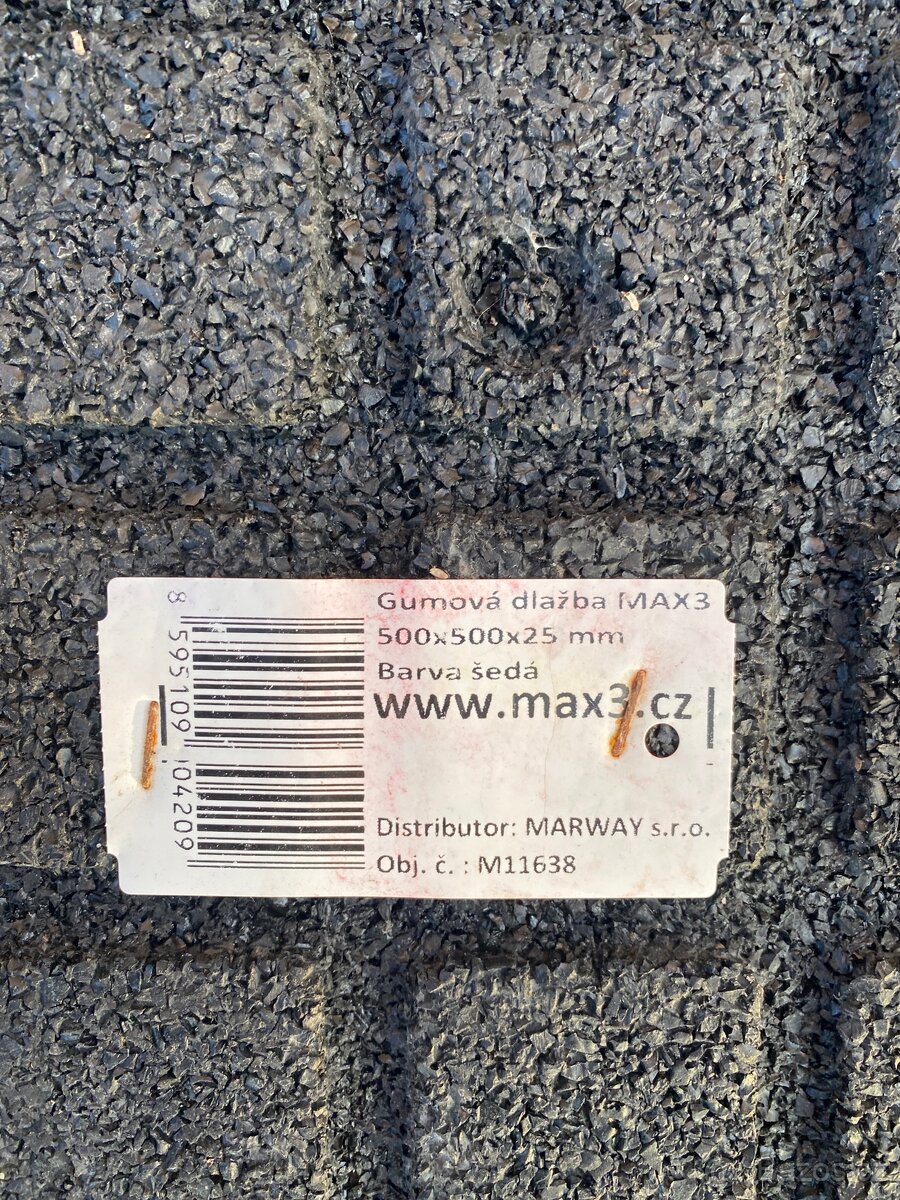 Gumová dlažba MAX3
500x500x25 mm
Barva šedá
www.max3.cz
Distributor: MARWAY s.r.o.
Obj. č. : M11638
8 595109 104209